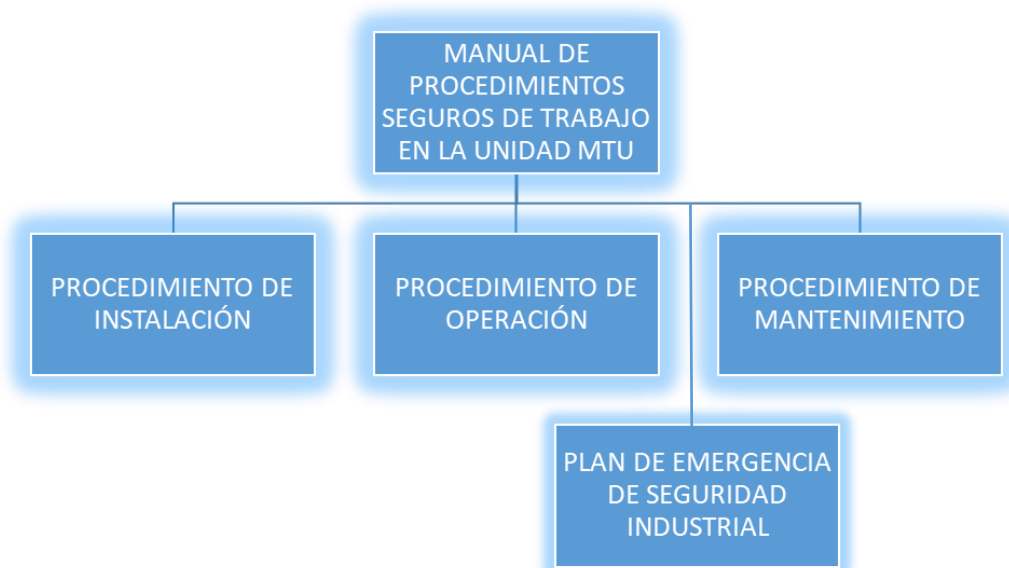 MANUAL DE
PROCEDIMIENTOS
SEGUROS DE TRABAJO
EN LA UNIDAD MTU
PROCEDIMIENTO DE
INSTALACIÓN
PROCEDIMIENTO DE
OPERACIÓN
PROCEDIMIENTO DE
MANTENIMIENTO
PLAN DE EMERGENCIA
DE SEGURIDAD
INDUSTRIAL